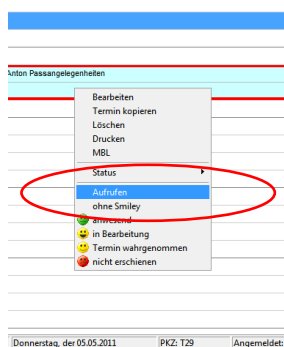 Anton Passangelegenheiten
Bearbeiten
Termin kopieren
Löschen
Drucken
MBL
Status
Aufrufen
ohne Smiley
anwesend
in Bearbeitung
Termin wahrgenommen
nicht erschienen
Donnerstag, der 05.05.2011 PKZ: T29 Angemeldet: